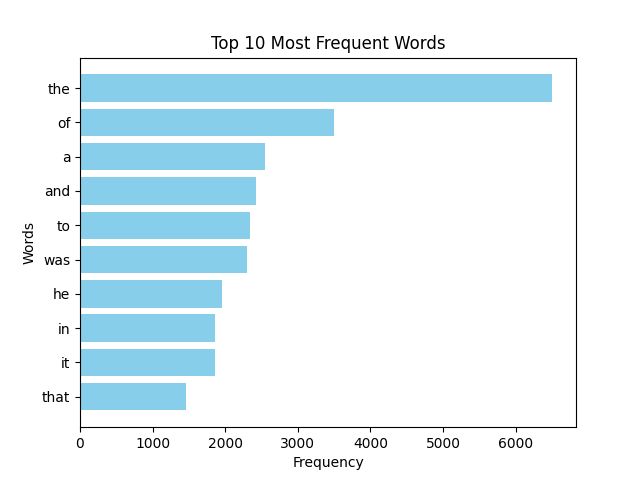 Top 10 Most Frequent Words
the
of
a
and
to
was
he
in
it
that
Words
0 1000 2000 3000 4000 5000 6000
Frequency